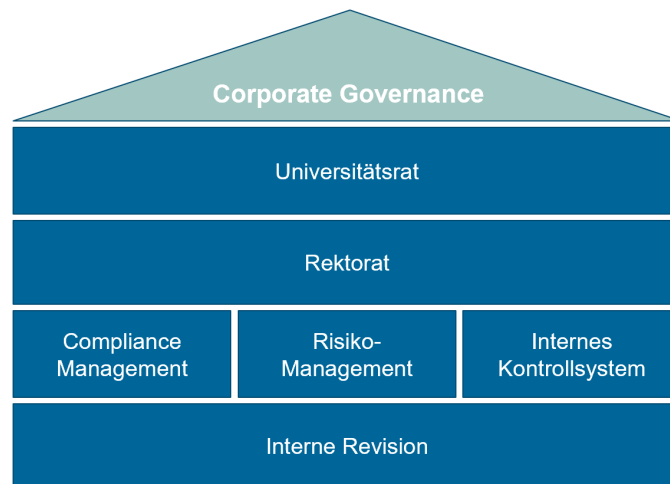 Corporate Governance
Universitätsrat
Rektorat
Compliance
Management
Risiko-
Management
Internes
Kontrollsystem
Interne Revision